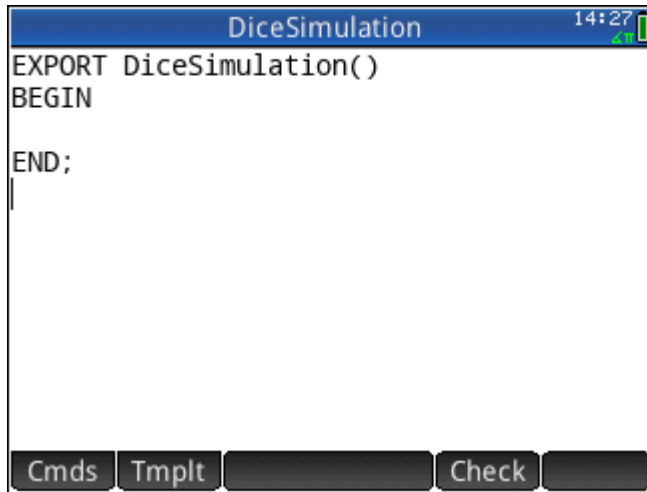 DiceSimulation 14:27
∡π
EXPORT DiceSimulation()
BEGIN
END;
Cmds Tmplt Check